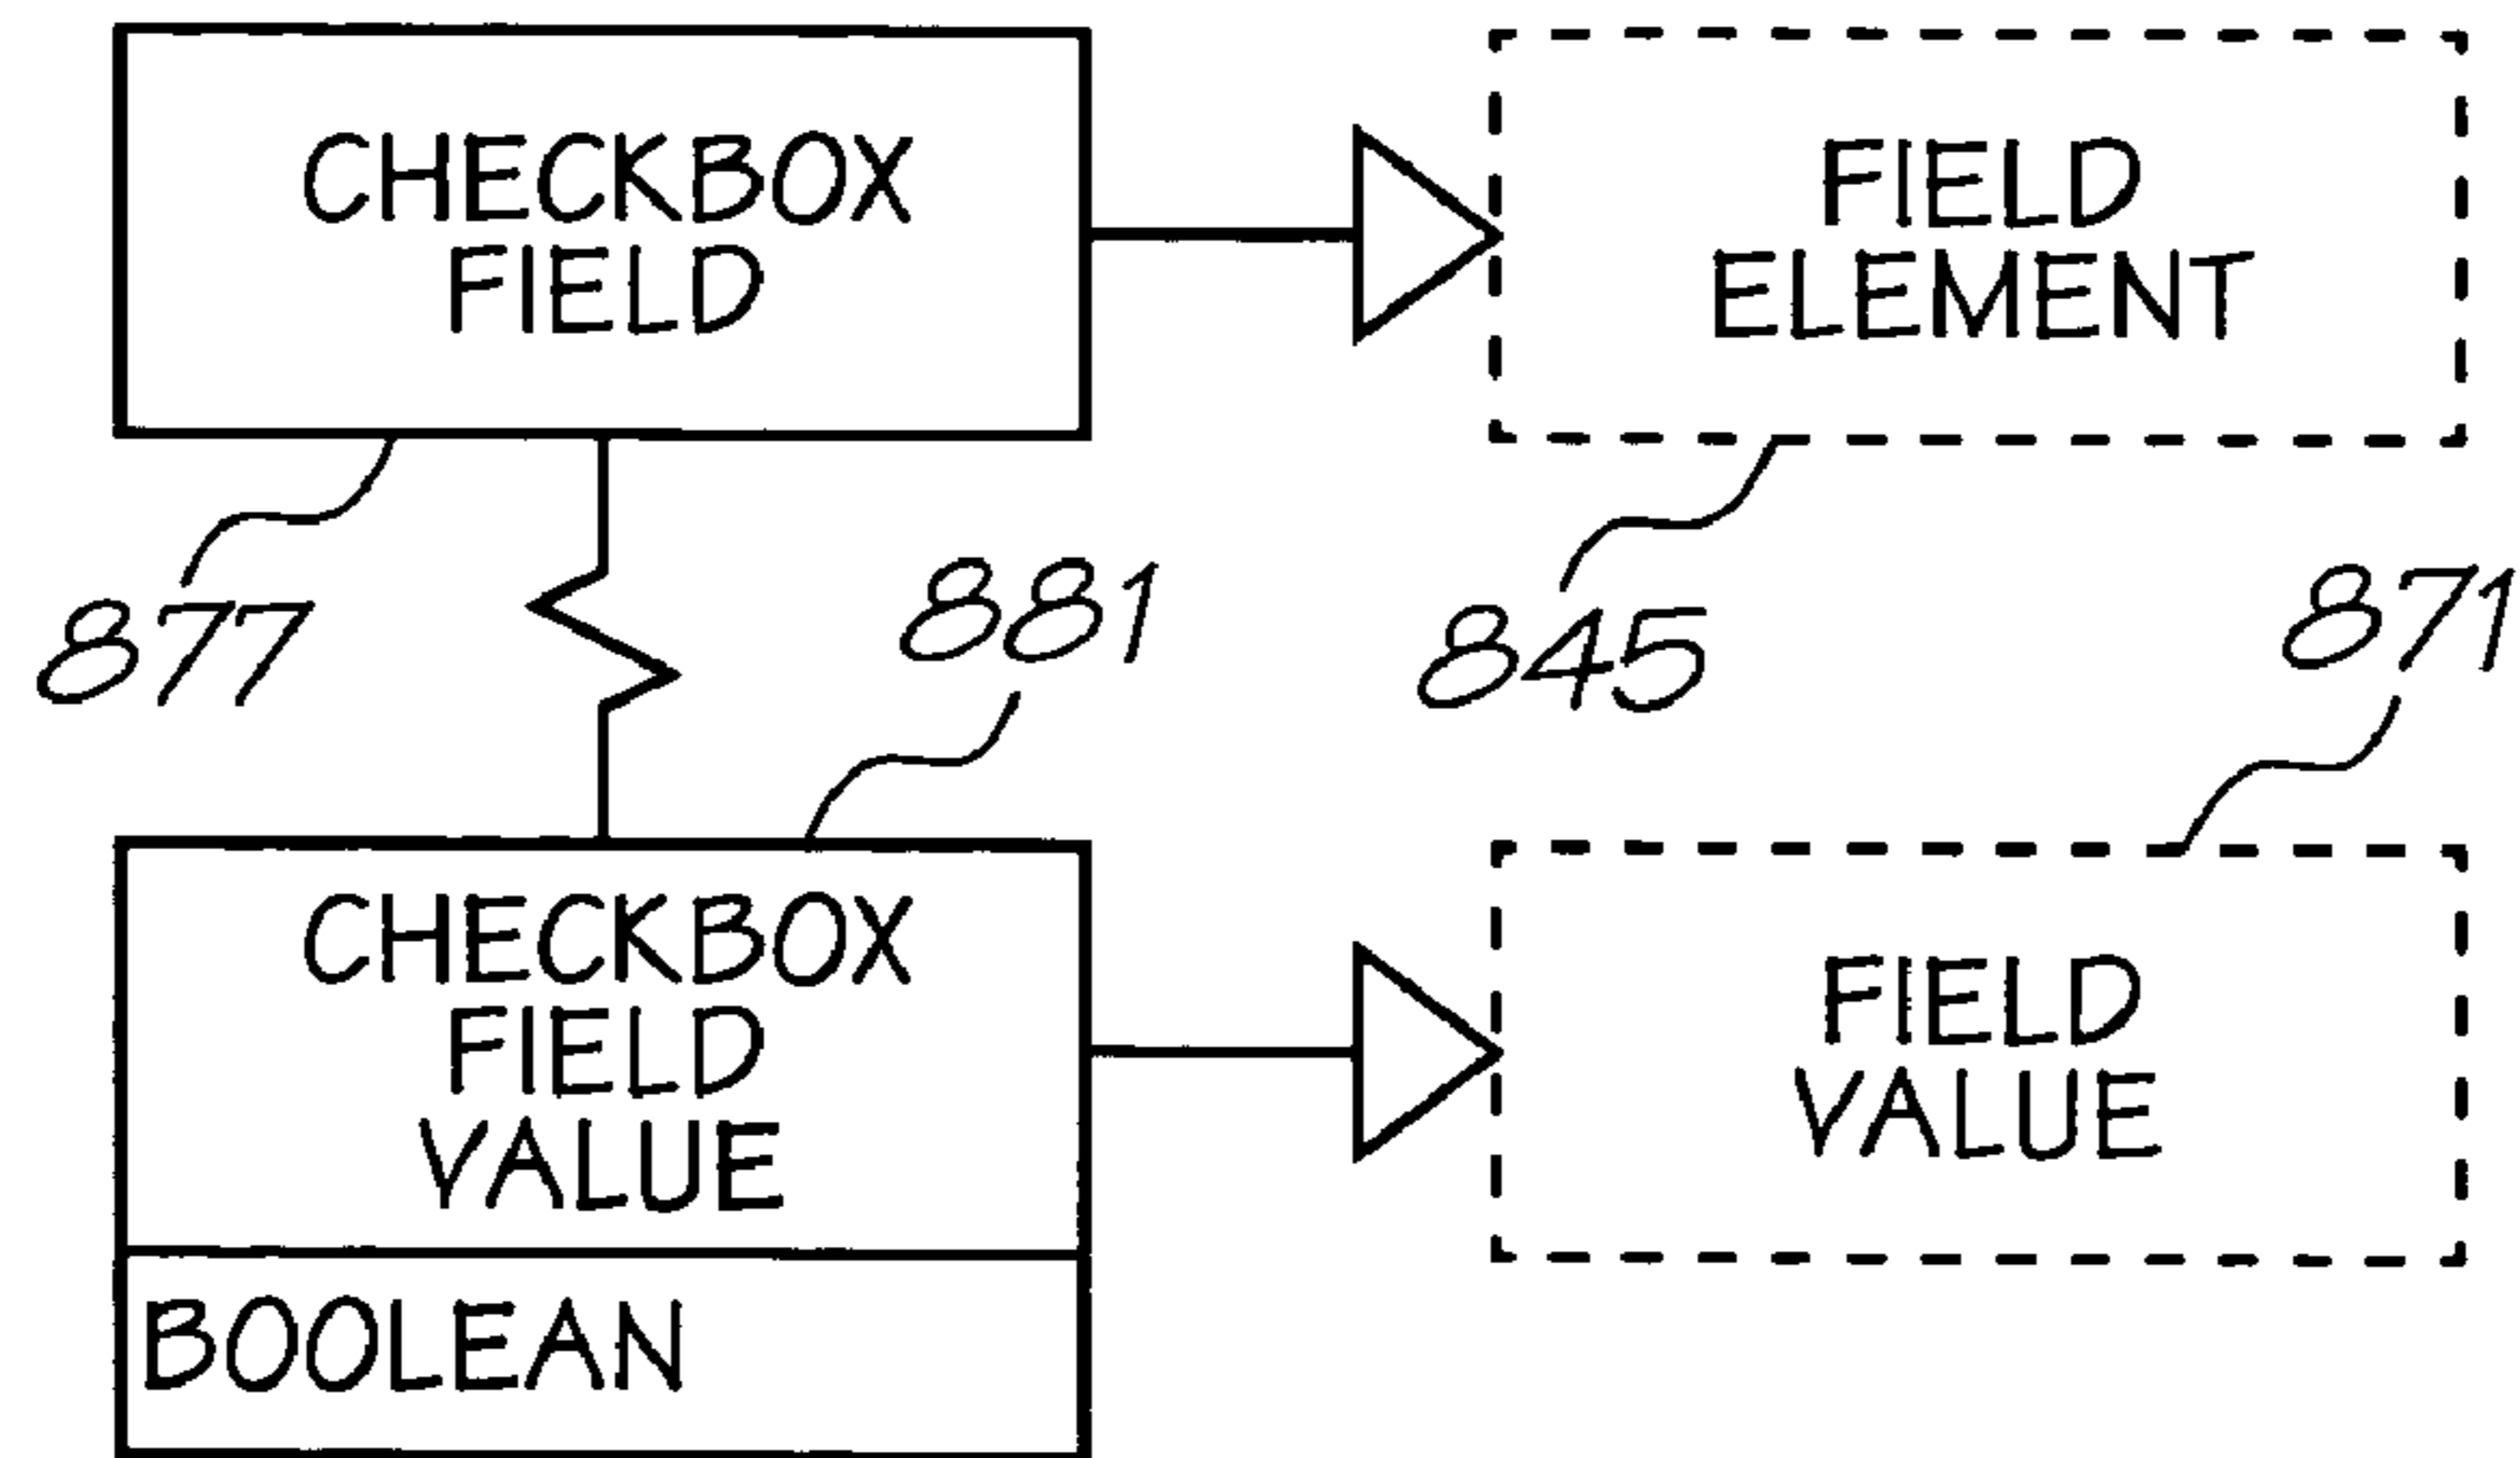 CHECKBOX
FIELD
FIELD
ELEMENT
877
881
845
871
CHECKBOX
FIELD
VALUE
BOOLEAN
FIELD
VALUE